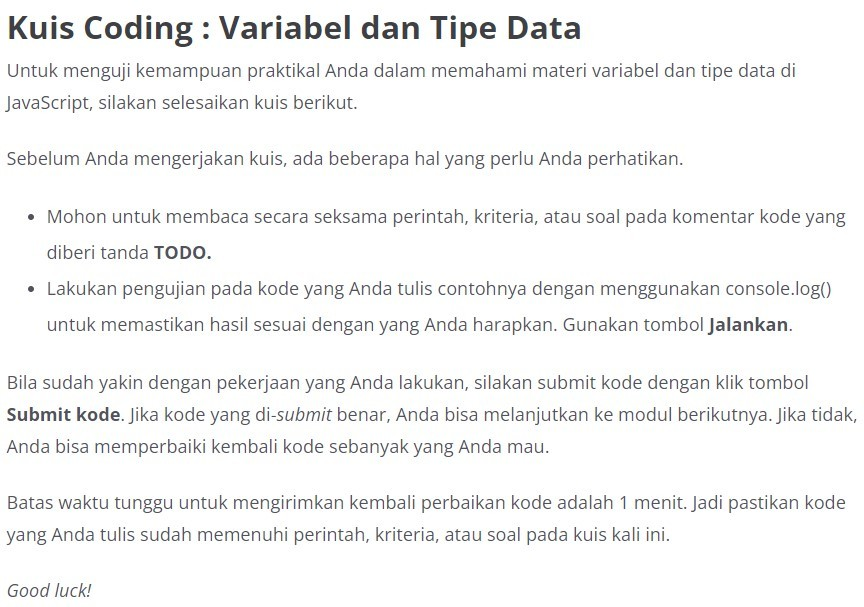 Kuis Coding : Variabel dan Tipe Data
Untuk menguji kemampuan praktikal Anda dalam memahami materi variabel dan tipe data di
JavaScript, silakan selesaikan kuis berikut.
Sebelum Anda mengerjakan kuis, ada beberapa hal yang perlu Anda perhatikan.
• Mohon untuk membaca secara seksama perintah, kriteria, atau soal pada komentar kode yang
diberi tanda TODO.
• Lakukan pengujian pada kode yang Anda tulis contohnya dengan menggunakan console.log()
untuk memastikan hasil sesuai dengan yang Anda harapkan. Gunakan tombol Jalankan.
Bila sudah yakin dengan pekerjaan yang Anda lakukan, silakan submit kode dengan klik tombol
Submit kode. Jika kode yang di-submit benar, Anda bisa melanjutkan ke modul berikutnya. Jika tidak,
Anda bisa memperbaiki kembali kode sebanyak yang Anda mau.
Batas waktu tunggu untuk mengirimkan kembali perbaikan kode adalah 1 menit. Jadi pastikan kode
yang Anda tulis sudah memenuhi perintah, kriteria, atau soal pada kuis kali ini.
Good luck!